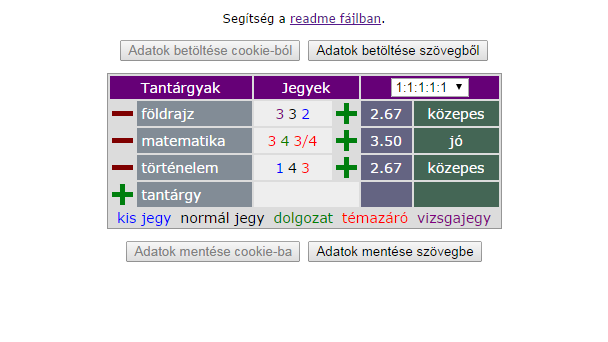 Segítség a readme fájlban.
Adatok betöltése cookie-ból Adatok betöltése szövegből
Tantárgyak Jegyek 1:1:1:1:1
földrajz 3 3 2 2.67 közepes
matematika 3 4 3/4 3.50 jó
történelem 1 4 3 2.67 közepes
tantárgy
kis jegy normál jegy dolgozat témazáró vizsgajegy
Adatok mentése cookie-ba Adatok mentése szövegbe